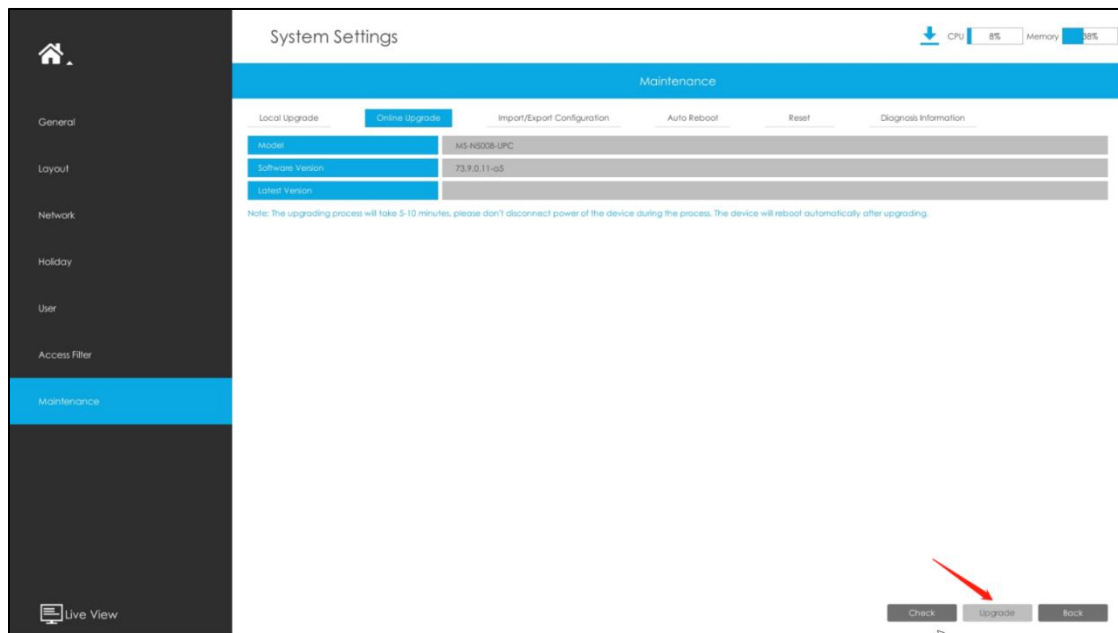 System Settings
CPU 8% Memory 38%
Maintenance
General
Layout
Network
Holiday
User
Access Filter
Maintenance
Live View
Local Upgrade Online Upgrade Import/Export Configuration Auto Reboot Reset Diagnosis Information
Model MS-N5008-UPC
Software Version 73.9.0.11-a5
Latest Version
Note: The upgrading process will take 5-10 minutes, please don't disconnect power of the device during the process. The device will reboot automatically after upgrading.
Check Upgrade Back